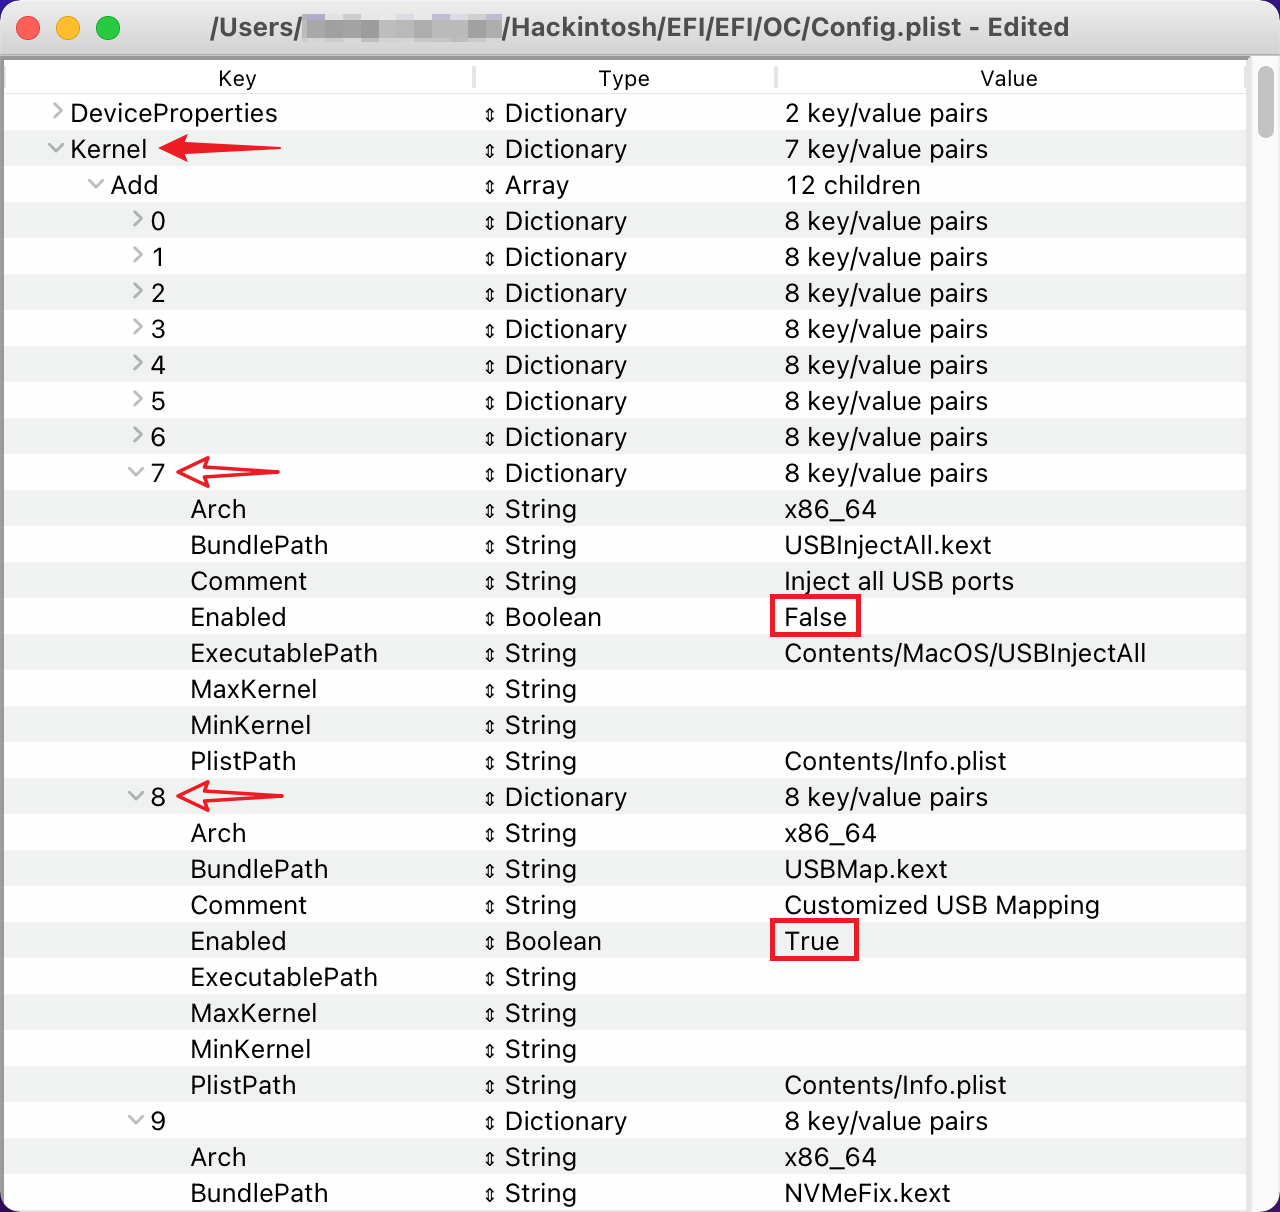 /Users/ /Hackintosh/EFI/EFI/OC/Config.plist - Edited
Key Type Value
DeviceProperties Dictionary 2 key/value pairs
Kernel Dictionary 7 key/value pairs
Add Array 12 children
0 Dictionary 8 key/value pairs
1 Dictionary 8 key/value pairs
2 Dictionary 8 key/value pairs
3 Dictionary 8 key/value pairs
4 Dictionary 8 key/value pairs
5 Dictionary 8 key/value pairs
6 Dictionary 8 key/value pairs
7 Dictionary 8 key/value pairs
Arch String x86_64
BundlePath String USBInjectAll.kext
Comment String Inject all USB ports
Enabled Boolean False
ExecutablePath String Contents/MacOS/USBInjectAll
MaxKernel String
MinKernel String
PlistPath String Contents/Info.plist
8 Dictionary 8 key/value pairs
Arch String x86_64
BundlePath String USBMap.kext
Comment String Customized USB Mapping
Enabled Boolean True
ExecutablePath String
MaxKernel String
MinKernel String
PlistPath String Contents/Info.plist
9 Dictionary 8 key/value pairs
Arch String x86_64
BundlePath String NVMeFix.kext